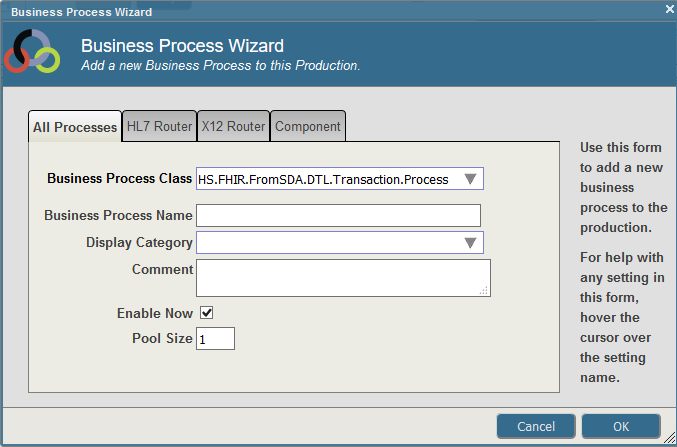 Business Process Wizard
Business Process Wizard
Add a new Business Process to this Production.
All Processes HL7 Router X12 Router Component
Business Process Class HS.FHIR.FromSDA.DTL.Transaction.Process
Business Process Name
Display Category
Comment
Enable Now
Pool Size 1
Use this form
to add a new
business
process to the
production.
For help with
any setting in
this form,
hover the
cursor over
the setting
name.
Cancel OK